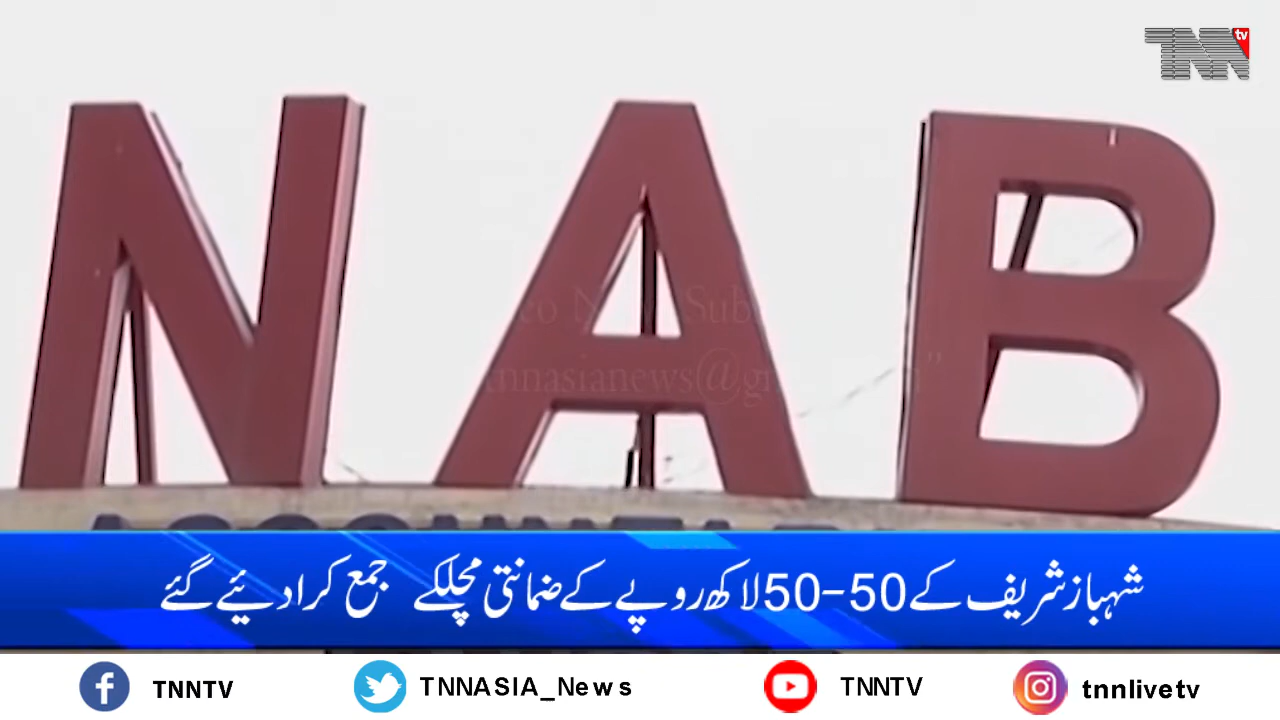 TNN tv
NAB
tnnasianews@g
شہباز شریف کے 50-50 لاکھ روپے کے ضمانتی مچلکے جمع کرا دیئے گئے
TNNTV TNNASIA_News TNNTV tnnlivetv